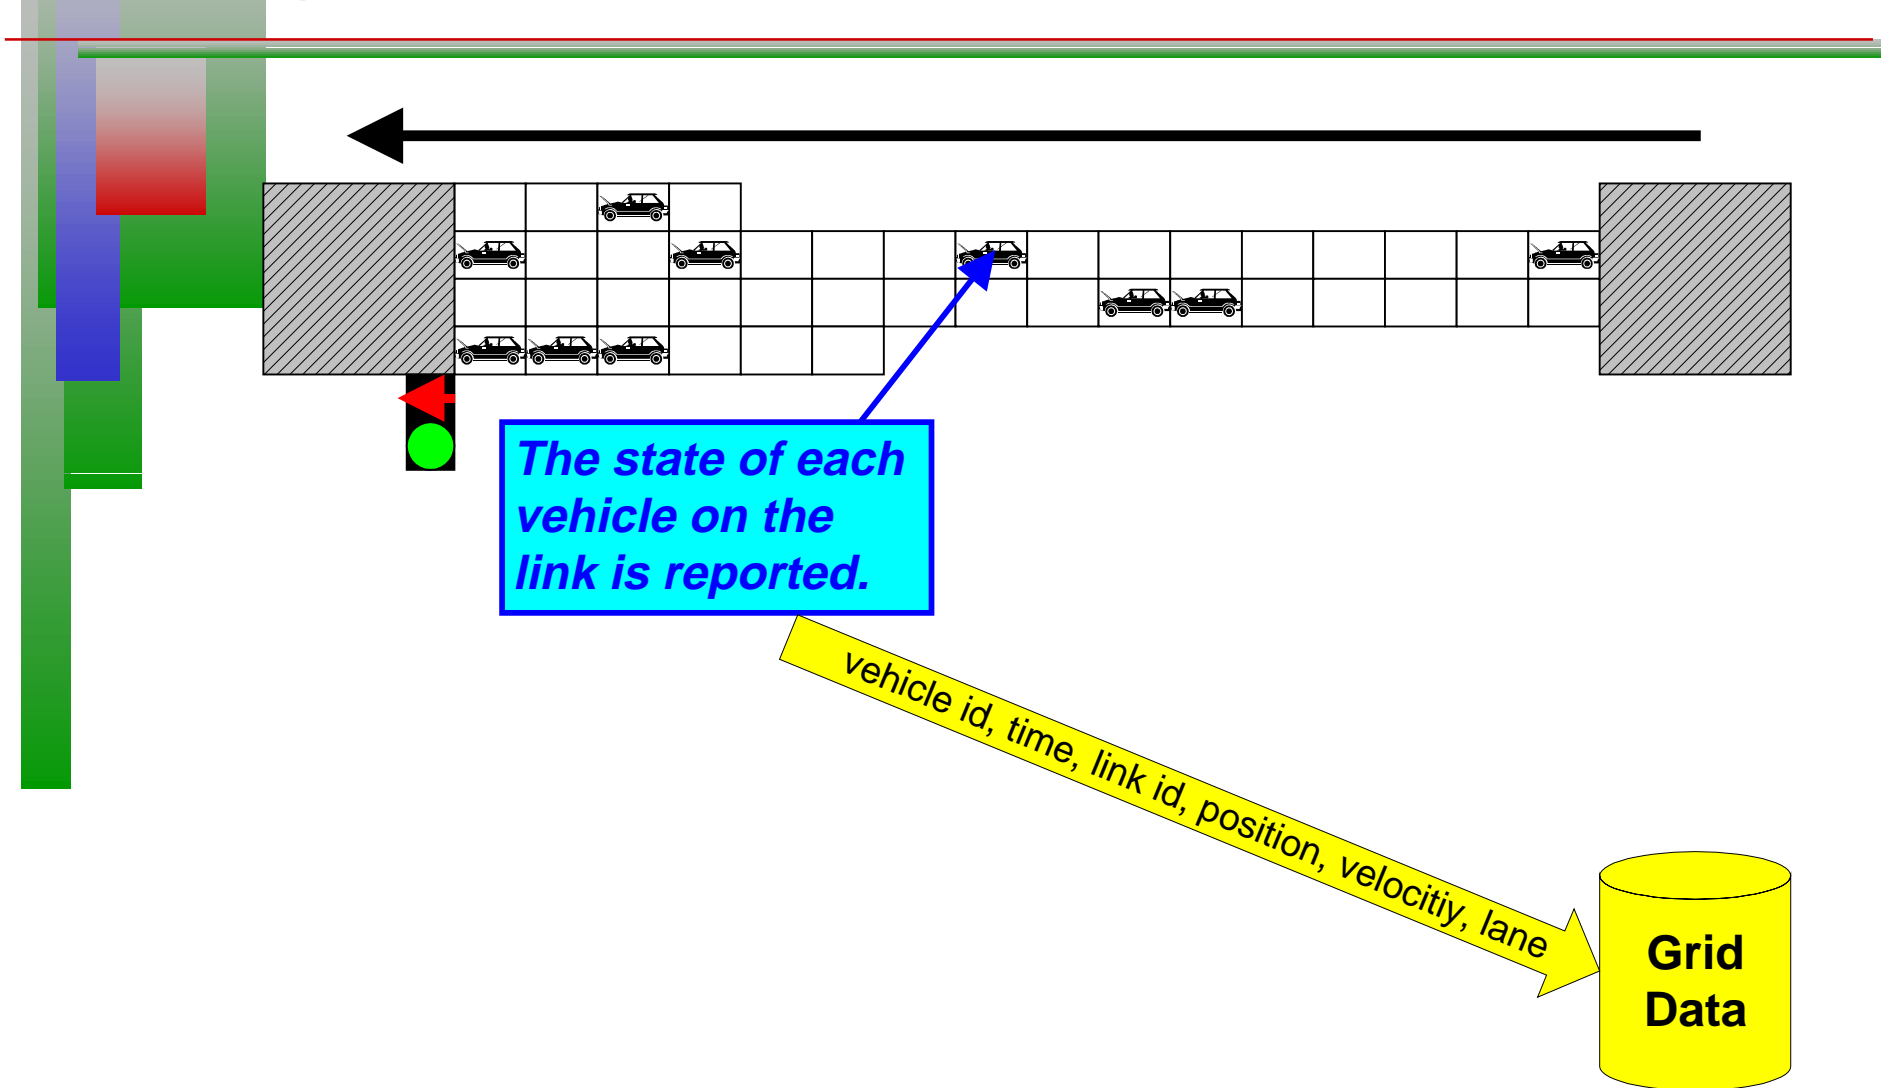 The state of each
vehicle on the
link is reported.
vehicle id, time, link id, position, velocitiy, lane
Grid
Data